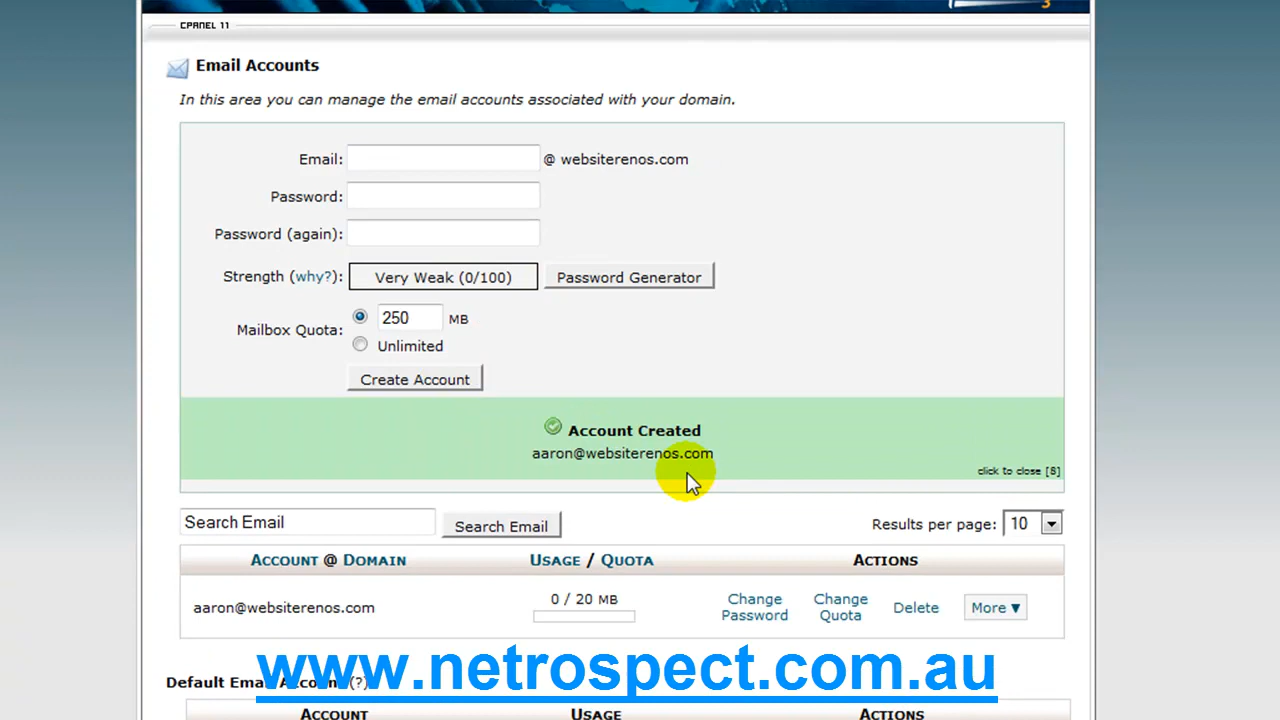 CPANEL 11
3
Email Accounts
In this area you can manage the email accounts associated with your domain.
Email: @ websiterenos.com
Password:
Password (again):
Strength (why?): Very Weak (0/100) Password Generator
Mailbox Quota: 250 MB
Unlimited
Create Account
Account Created
aaron@websiterenos.com
click to close [8]
Search Email Search Email Results per page: 10
ACCOUNT @ DOMAIN USAGE / QUOTA ACTIONS
aaron@websiterenos.com 0 / 20 MB Change Password Change Quota Delete More ▼
www.netrospect.com.au
Default Email Account (?)
ACCOUNT USAGE ACTIONS